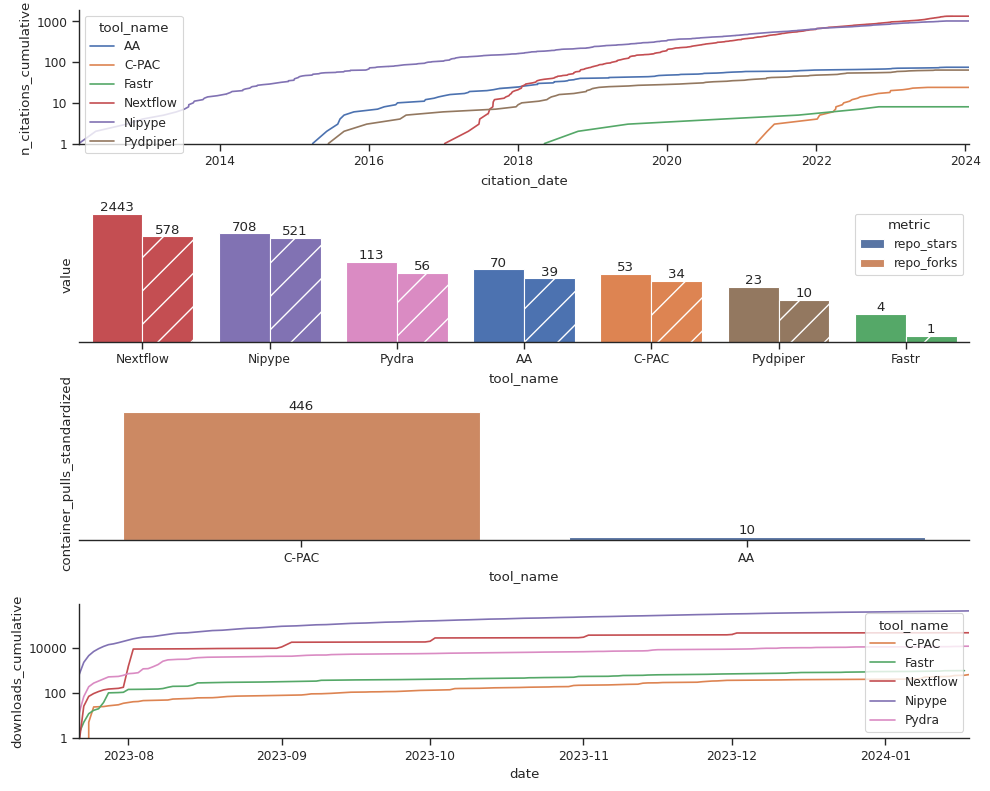 n_citations_cumulative
1000
100
10
1
tool_name
AA
C-PAC
Fastr
Nextflow
Nipype
Pydpiper
2014 2016 2018 2020 2022 2024
citation_date
value
2443 578 708 521 113 56 70 39 53 34 23 10 4 1
metric
repo_stars
repo_forks
Nextflow Nipype Pydra AA C-PAC Pydpiper Fastr
tool_name
container_pulls_standardized
446 10
C-PAC AA
tool_name
downloads_cumulative
10000
100
1
tool_name
C-PAC
Fastr
Nextflow
Nipype
Pydra
2023-08 2023-09 2023-10 2023-11 2023-12 2024-01
date